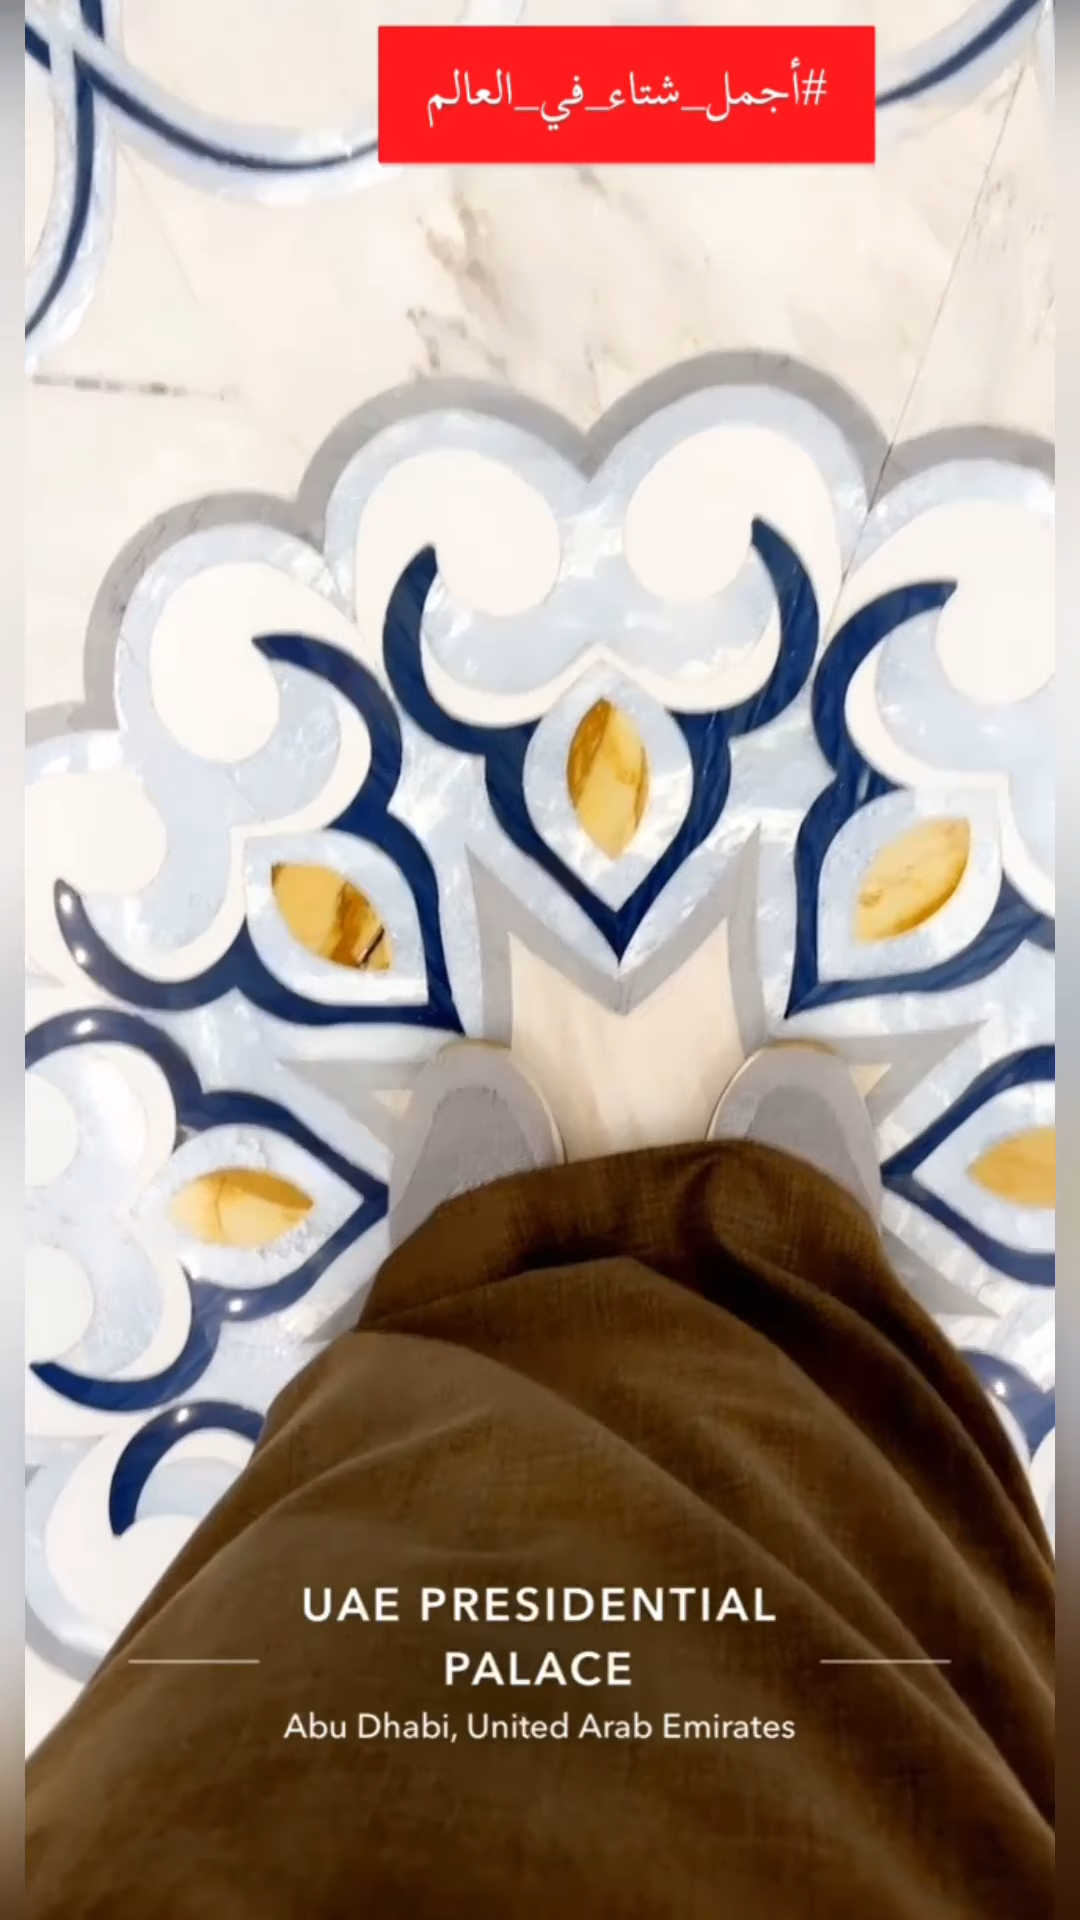 #أجمل_شتاء_في_العالم
UAE PRESIDENTIAL
PALACE
Abu Dhabi, United Arab Emirates